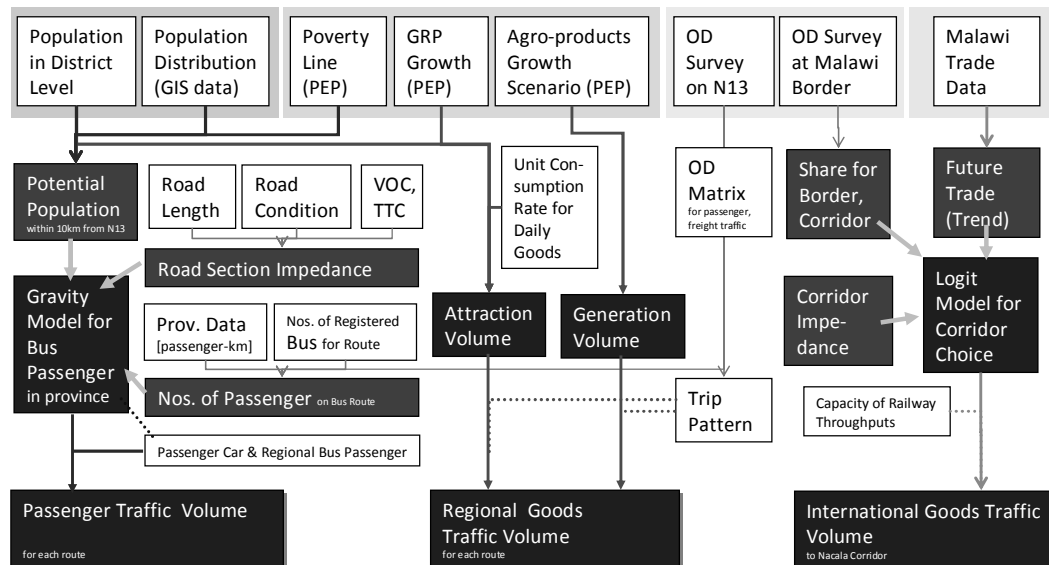 Population
in District
Level
Population
Distribution
(GIS data)
Poverty
Line
(PEP)
GRP
Growth
(PEP)
Agro-products
Growth
Scenario (PEP)
OD
Survey
on N13
OD Survey
at Malawi
Border
Malawi
Trade
Data
Potential
Population
within 10km from N13
Road
Length
Road
Condition
VOC,
TTC
Unit Con-
sumption
Rate for
Daily
Goods
OD
Matrix
for passenger,
freight traffic
Share for
Border,
Corridor
Future
Trade
(Trend)
Road Section Impedance
Gravity
Model for
Bus
Passenger
in province
Prov. Data
[passenger-km]
Nos. of Registered
Bus for Route
Attraction
Volume
Generation
Volume
Corridor
Impe-
dance
Logit
Model for
Corridor
Choice
Nos. of Passenger on Bus Route
Trip
Pattern
Capacity of Railway
Throughputs
Passenger Car & Regional Bus Passenger
Passenger Traffic Volume
for each route
Regional Goods
Traffic Volume
for each route
International Goods Traffic
Volume
to Nacala Corridor